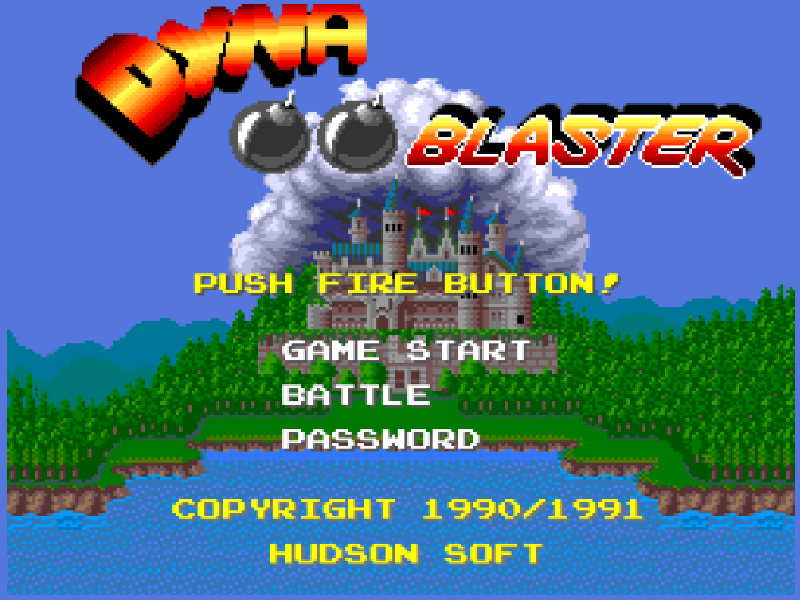 DYNA
BLASTER
PUSH FIRE BUTTON!
GAME START
BATTLE
PASSWORD
COPYRIGHT 1990/1991
HUDSON SOFT